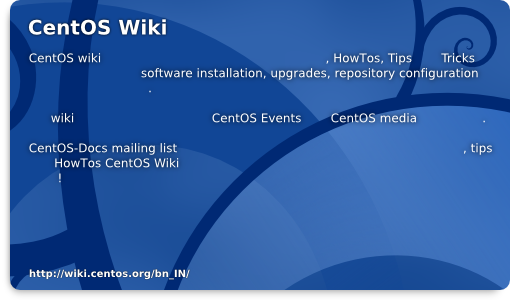 CentOS Wiki
CentOS wiki , HowTos, Tips Tricks
software installation, upgrades, repository configuration
.
wiki CentOS Events CentOS media .
CentOS-Docs mailing list , tips
HowTos CentOS Wiki
!
http://wiki.centos.org/bn_IN/